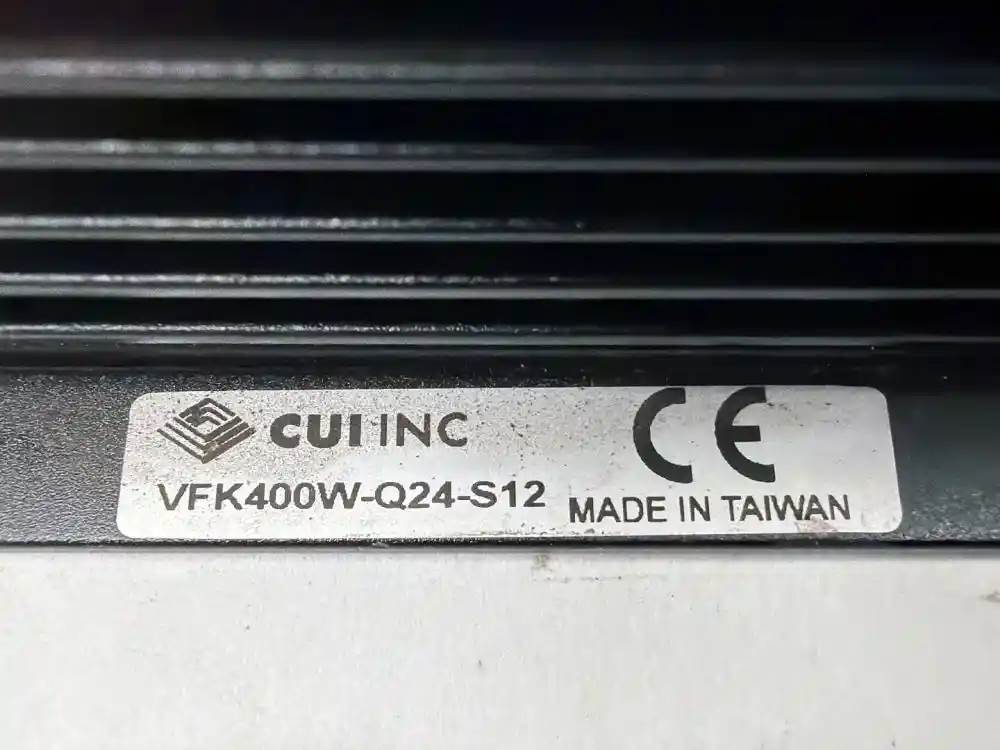 CUI INC
CE
VFK400W-Q24-S12
MADE IN TAIWAN